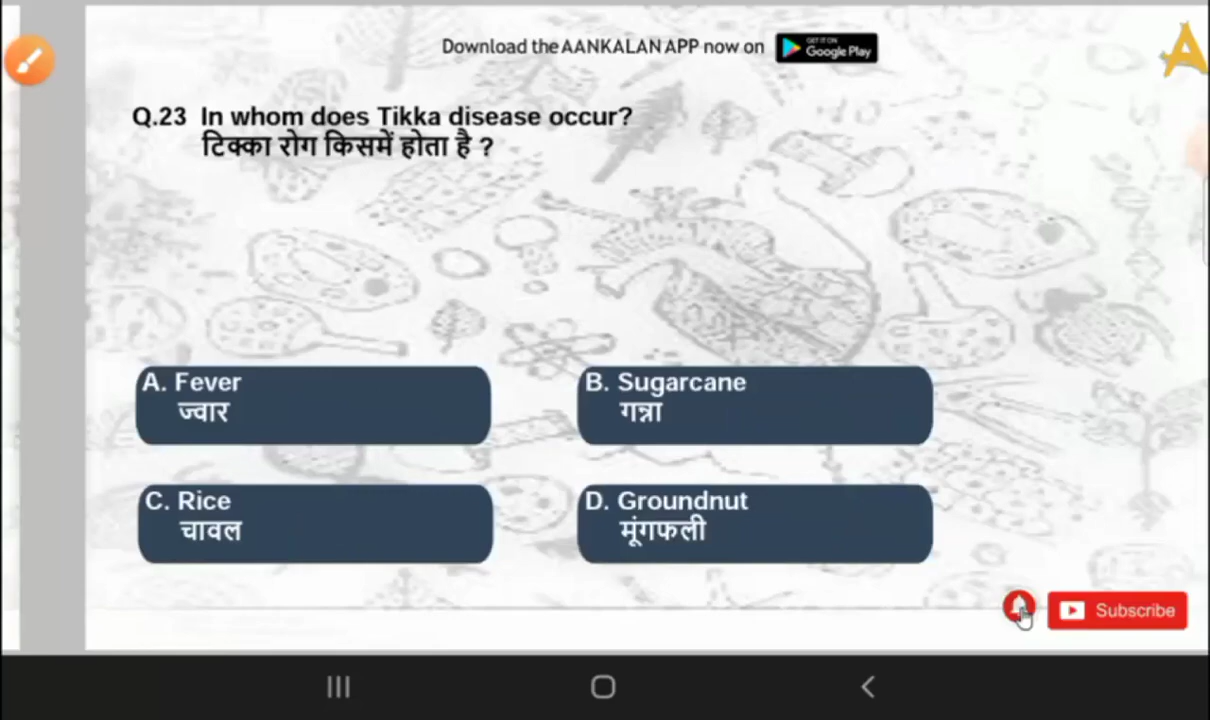 Download the AANKALAN APP now on
GET IT ON
Google Play
A
Q.23 In whom does Tikka disease occur?
टिक्का रोग किसमें होता है ?
A. Fever
ज्वार
B. Sugarcane
गन्ना
C. Rice
चावल
D. Groundnut
मूंगफली
Subscribe